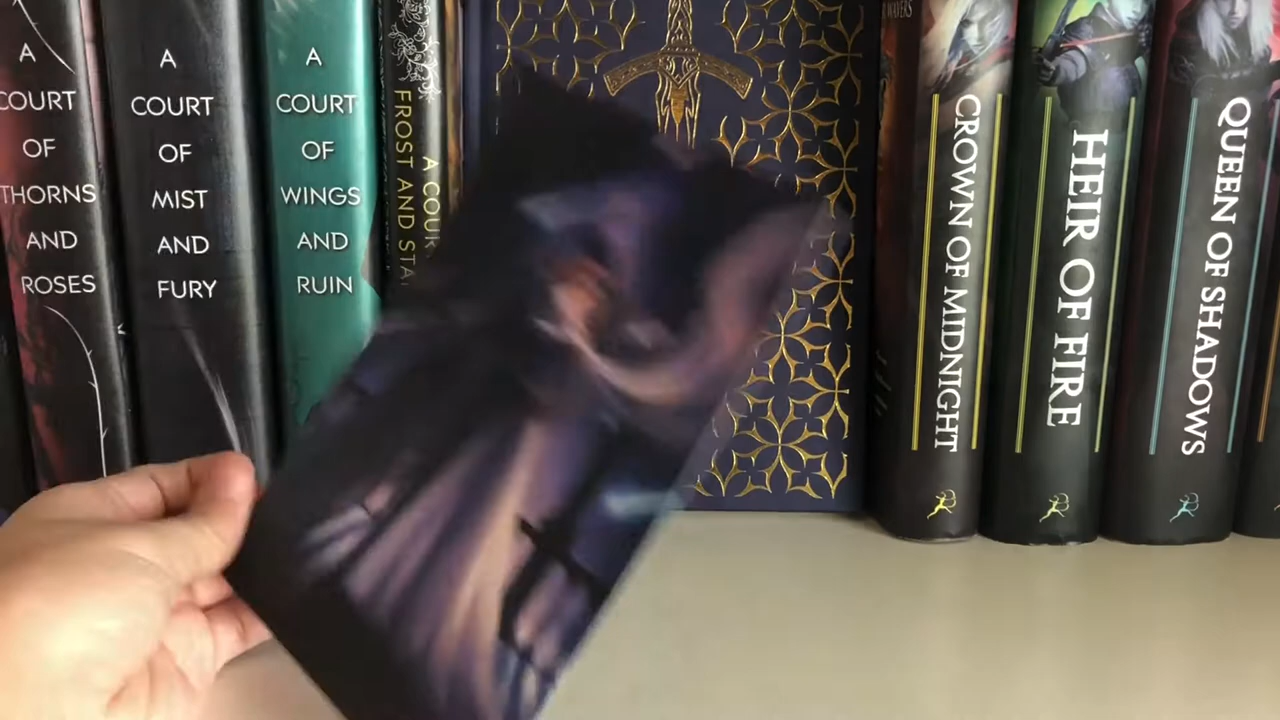 A
COURT
OF
THORNS
AND
ROSES
A
COURT
OF
MIST
AND
FURY
A
COURT
OF
WINGS
AND
RUIN
FROST AND STA
A COUR
CROWN OF MIDNIGHT
HEIR OF FIRE
QUEEN OF SHADOWS